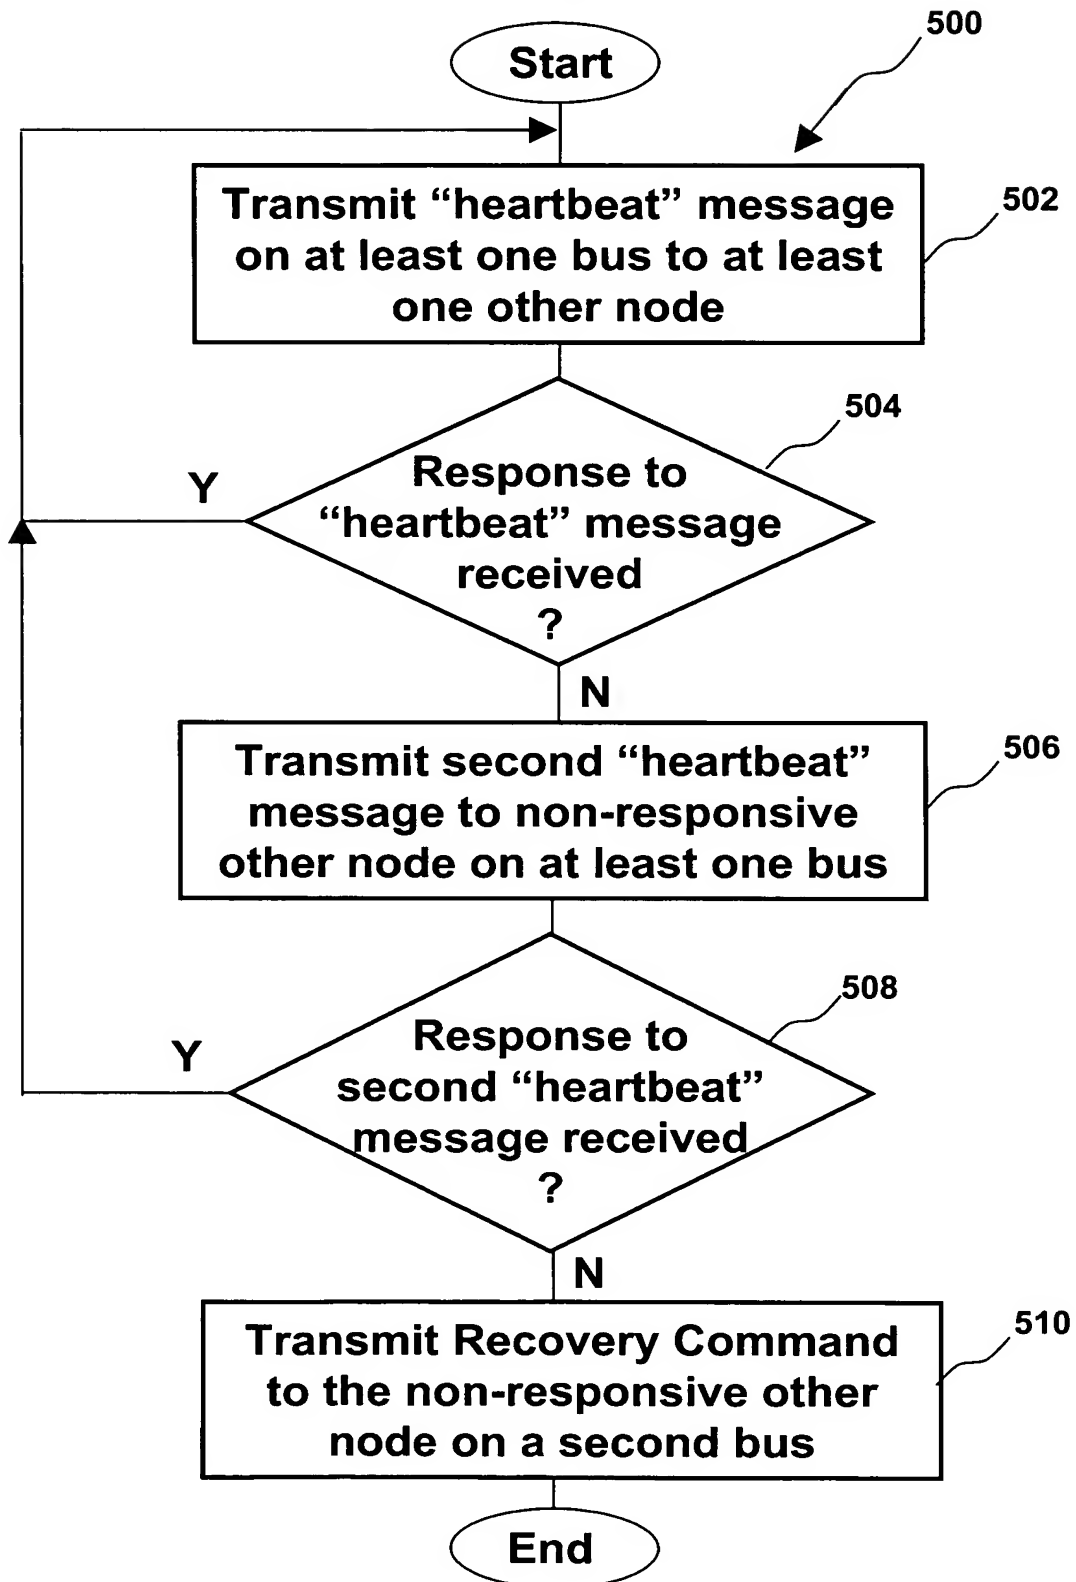 500
Start
Transmit “heartbeat” message
on at least one bus to at least
one other node
502
504
Response to
“heartbeat” message
received
?
Y
N
Transmit second “heartbeat”
message to non-responsive
other node on at least one bus
506
508
Response to
second “heartbeat”
message received
?
Y
N
Transmit Recovery Command
to the non-responsive other
node on a second bus
510
End